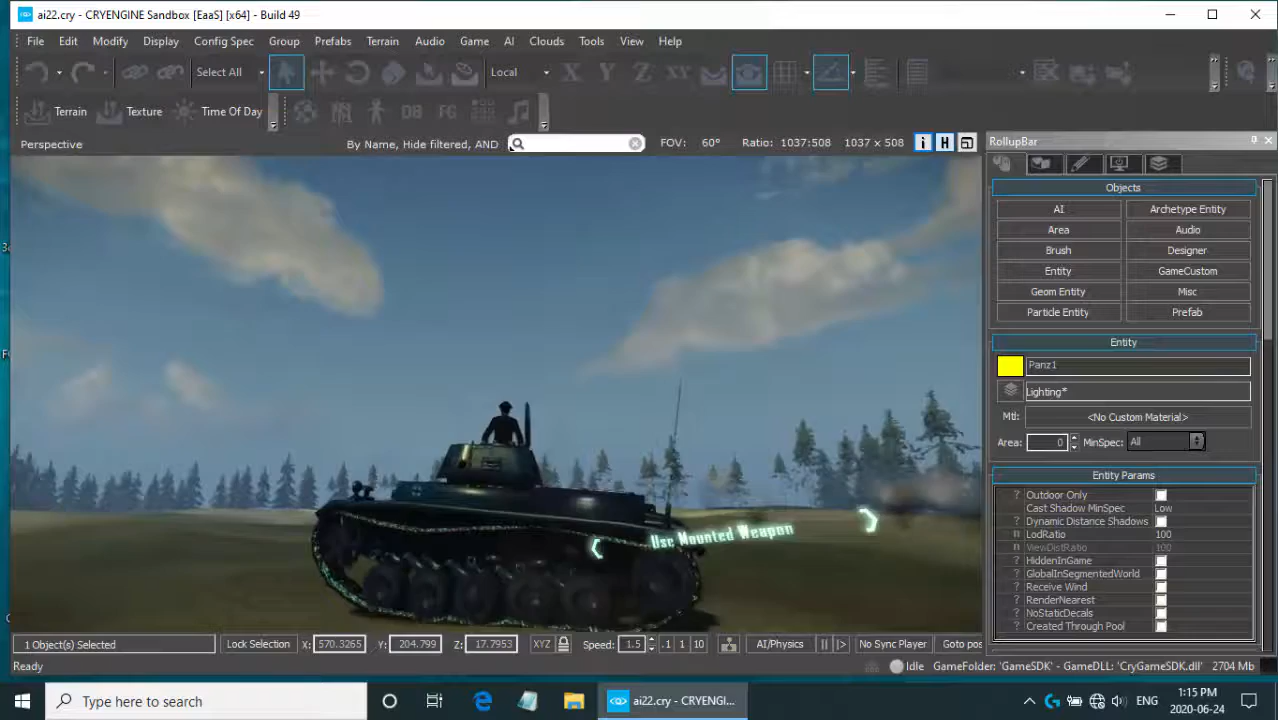 ai22.cry - CRYENGINE Sandbox [EaaS] [x64] - Build 49
File Edit Modify Display Config Spec Group Prefabs Terrain Audio Game AI Clouds Tools View Help
Select All Local X Y Z XY
Terrain Texture Time Of Day DB FG
Perspective By Name, Hide filtered, AND FOV: 60° Ratio: 1037:508 1037 x 508 i H
RollupBar
Objects
AI Archetype Entity
Area Audio
Brush Designer
Entity GameCustom
Geom Entity Misc
Particle Entity Prefab
Entity
Panz1
Lighting*
Mtl: <No Custom Material>
Area: 0 MinSpec: All
Entity Params
? Outdoor Only
Cast Shadow MinSpec Low
? Dynamic Distance Shadows
n LodRatio 100
n ViewDistRatio 100
? HiddenInGame
? GlobalInSegmentedWorld
? Receive Wind
? RenderNearest
? NoStaticDecals
? Created Through Pool
Use Mounted Weapon
1 Object(s) Selected Lock Selection X: 570.3265 Y: 204.799 Z: 17.7953 XYZ Speed: 1.5 .1 1 10 AI/Physics No Sync Player Goto pos
Ready Idle GameFolder: 'GameSDK' - GameDLL: 'CryGameSDK.dll' 2704 Mb
Type here to search ai22.cry - CRYENGI... ENG 1:15 PM
2020-06-24